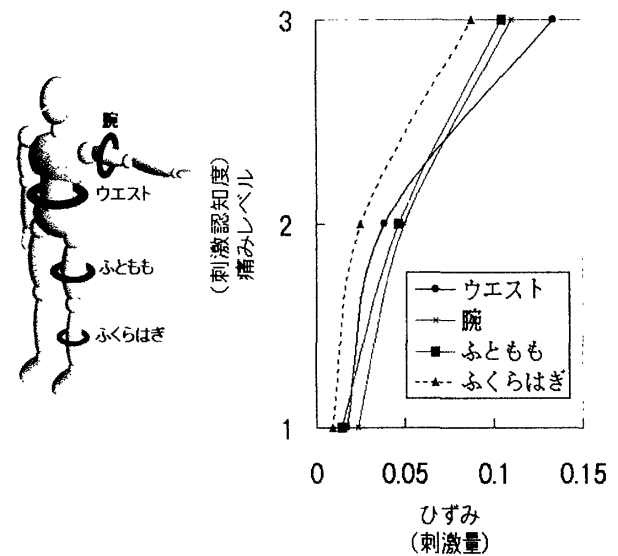 腕
ウエスト
ふともも
ふくらはぎ
(刺激認知度)
痛みレベル
3
2
1
ウエスト
腕
ふともも
ふくらはぎ
0
0.05
0.1
0.15
ひずみ
(刺激量)